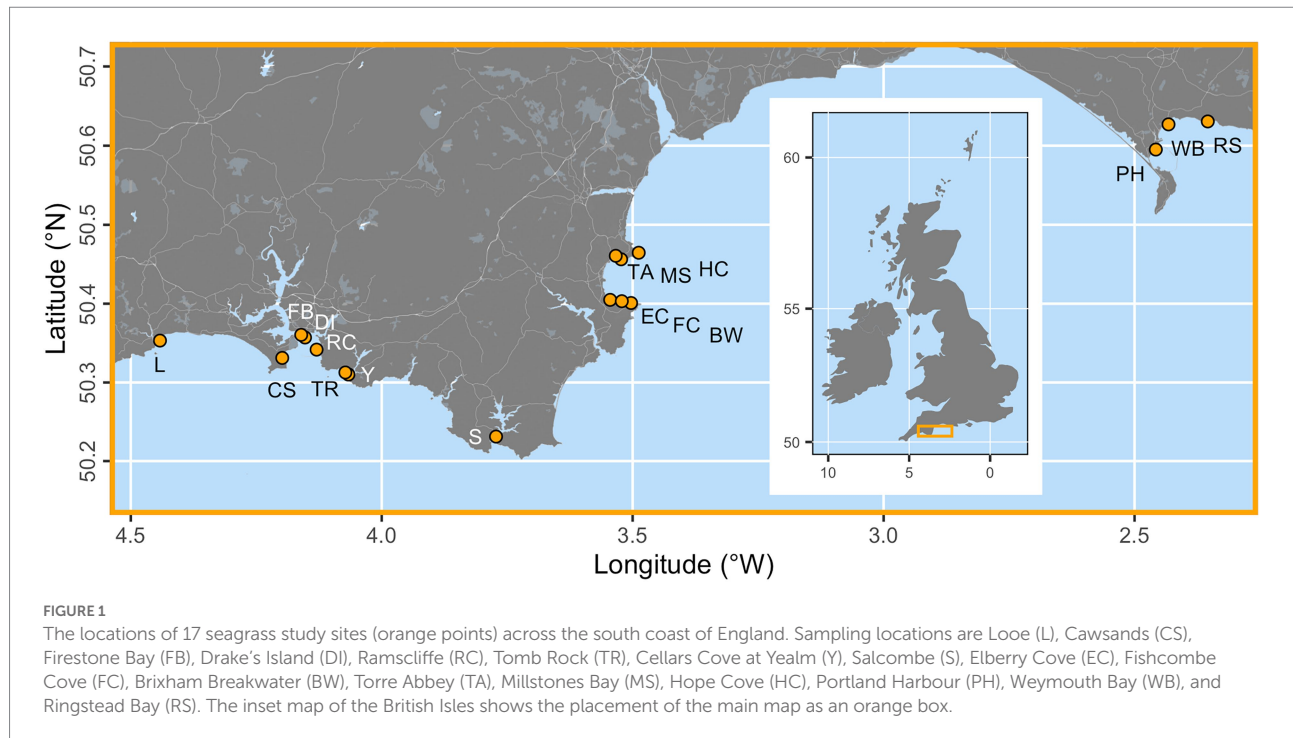 50.7
50.6
50.5
50.4
50.3
50.2
Latitude (°N)
4.5 4.0 3.5 3.0 2.5
Longitude (°W)
L
CS
FB
DI
RC
TR
Y
S
TA MS HC
EC FC BW
PH WB RS
60
55
50
10 5 0
FIGURE 1
The locations of 17 seagrass study sites (orange points) across the south coast of England. Sampling locations are Looe (L), Cawsands (CS),
Firestone Bay (FB), Drake’s Island (DI), Ramscliffe (RC), Tomb Rock (TR), Cellars Cove at Yealm (Y), Salcombe (S), Elberry Cove (EC), Fishcombe
Cove (FC), Brixham Breakwater (BW), Torre Abbey (TA), Millstones Bay (MS), Hope Cove (HC), Portland Harbour (PH), Weymouth Bay (WB), and
Ringstead Bay (RS). The inset map of the British Isles shows the placement of the main map as an orange box.